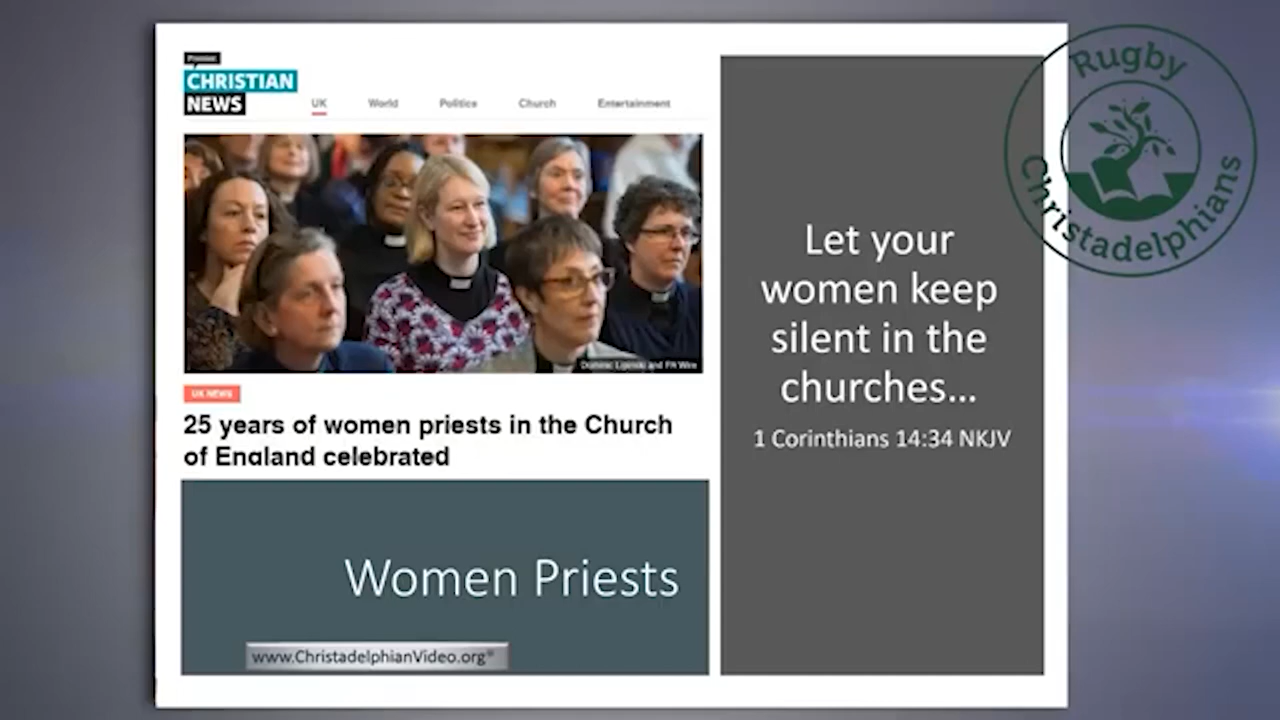 Premier
CHRISTIAN
NEWS
UK World Politics Church Entertainment
Dominic Lipinski and PA Wire
UK NEWS
25 years of women priests in the Church
of England celebrated
Women Priests
www.ChristadelphianVideo.org®
Let your
women keep
silent in the
churches...
1 Corinthians 14:34 NKJV
Rugby
Christadelphians